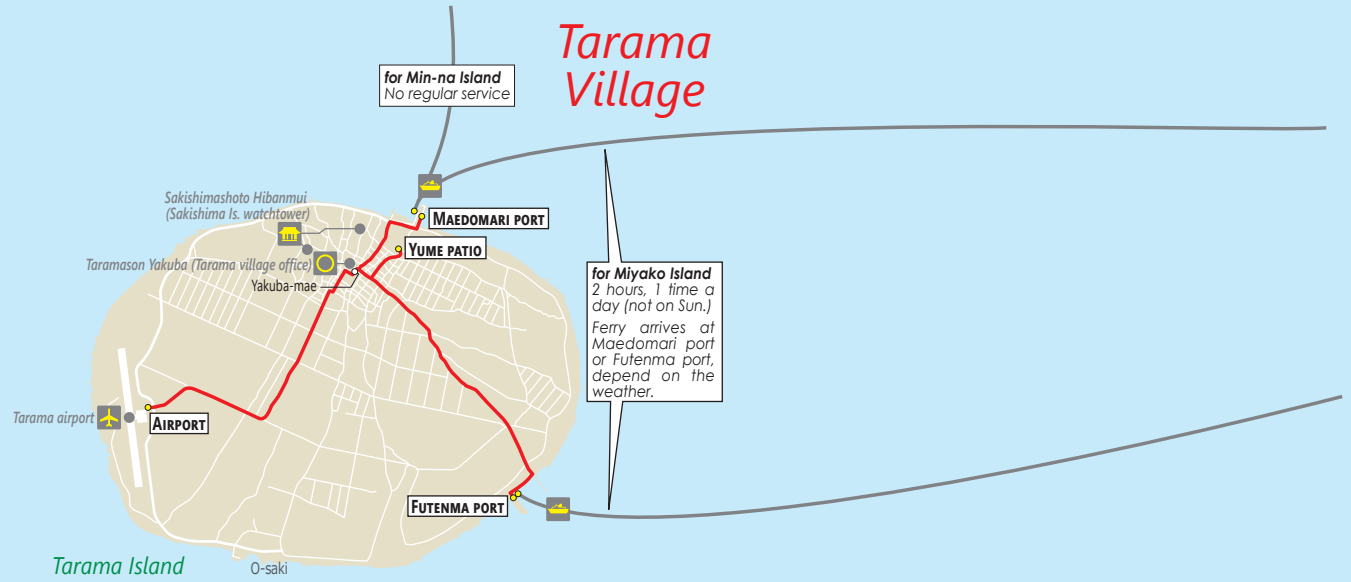 Tarama
Village
for Min-na Island
No regular service
Sakishimashoto Hibanmui
(Sakishima Is. watchtower)
MAEDOMARI PORT
YUME PATIO
Taramason Yakuba (Tarama village office)
Yakuba-mae
for Miyako Island
2 hours, 1 time a
day (not on Sun.)
Ferry arrives at
Maedomari port
or Futenma port,
depend on the
weather.
Tarama airport
AIRPORT
FUTENMA PORT
Tarama Island
O-saki